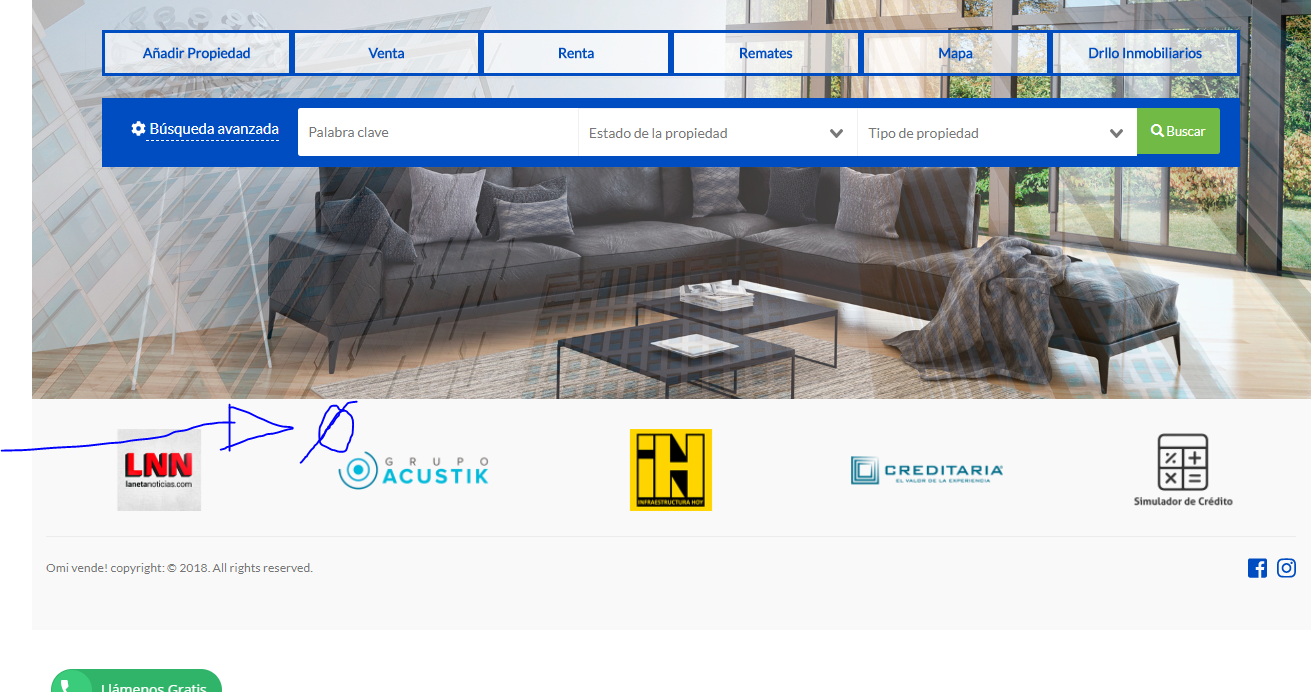 Añadir Propiedad
Venta
Renta
Remates
Mapa
Drllo Inmobiliarios
Búsqueda avanzada
Palabra clave
Estado de la propiedad
Tipo de propiedad
Buscar
LNN
lanetanoticias.com
GRUPO
ACUSTIK
iH
INFRAESTRUCTURA HOY
CREDITARIA
EL VALOR DE LA EXPERIENCIA
Simulador de Crédito
Omi vende! copyright: © 2018. All rights reserved.
Llámenos Gratis